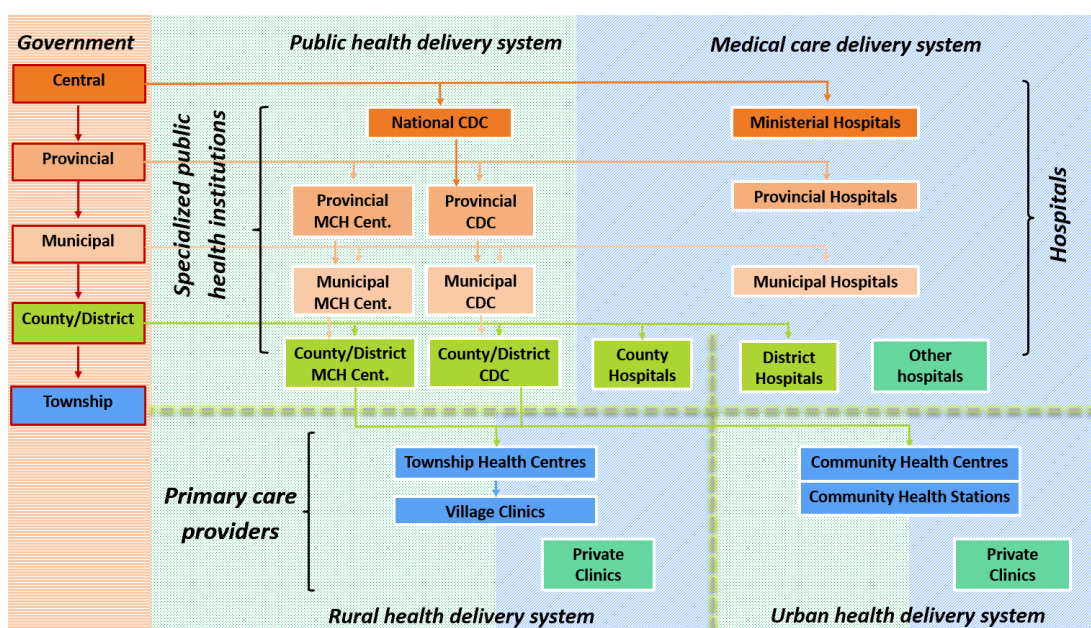 Government
Public health delivery system
Medical care delivery system
Central
National CDC
Ministerial Hospitals
Specialized public
health institutions
Hospitals
Provincial
Provincial
MCH Cent.
Provincial
CDC
Provincial Hospitals
Municipal
Municipal
MCH Cent.
Municipal
CDC
Municipal Hospitals
County/District
County/District
MCH Cent.
County/District
CDC
County
Hospitals
District
Hospitals
Other
hospitals
Township
Primary care
providers
Township Health Centres
Village Clinics
Private
Clinics
Community Health Centres
Community Health Stations
Private
Clinics
Rural health delivery system
Urban health delivery system